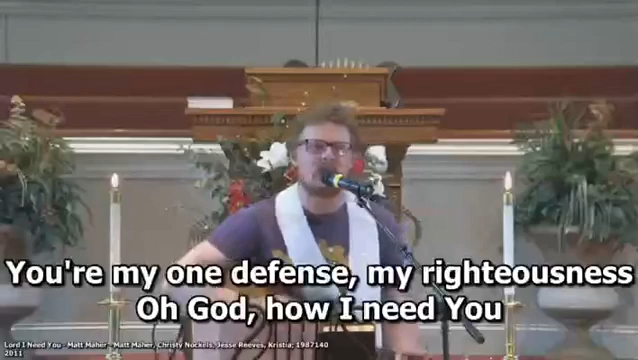 You're my one defense, my righteousness
Oh God, how I need You
Lord I Need You - Matt Maher - Matt Maher, Christy Nockels, Jesse Reeves, Kristia: 1987140
2011